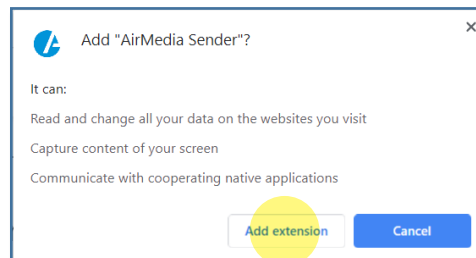 Add "AirMedia Sender"?
It can:
Read and change all your data on the websites you visit
Capture content of your screen
Communicate with cooperating native applications
Add extension
Cancel